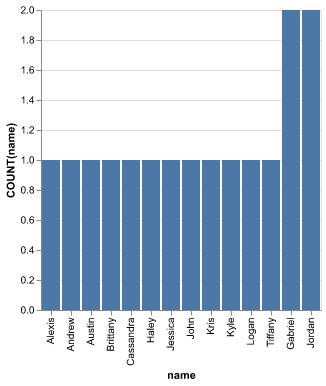 2.0
1.8
1.6
1.4
1.2
1.0
0.8
0.6
0.4
0.2
0.0
COUNT(name)
Alexis
Andrew
Austin
Brittany
Cassandra
Haley
Jessica
John
Kris
Kyle
Logan
Tiffany
Gabriel
Jordan
name